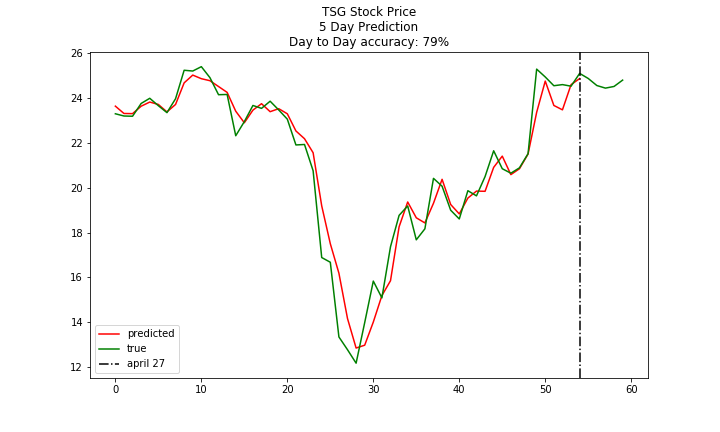 TSG Stock Price
5 Day Prediction
Day to Day accuracy: 79%
26
24
22
20
18
16
14
12
predicted
true
april 27
0 10 20 30 40 50 60